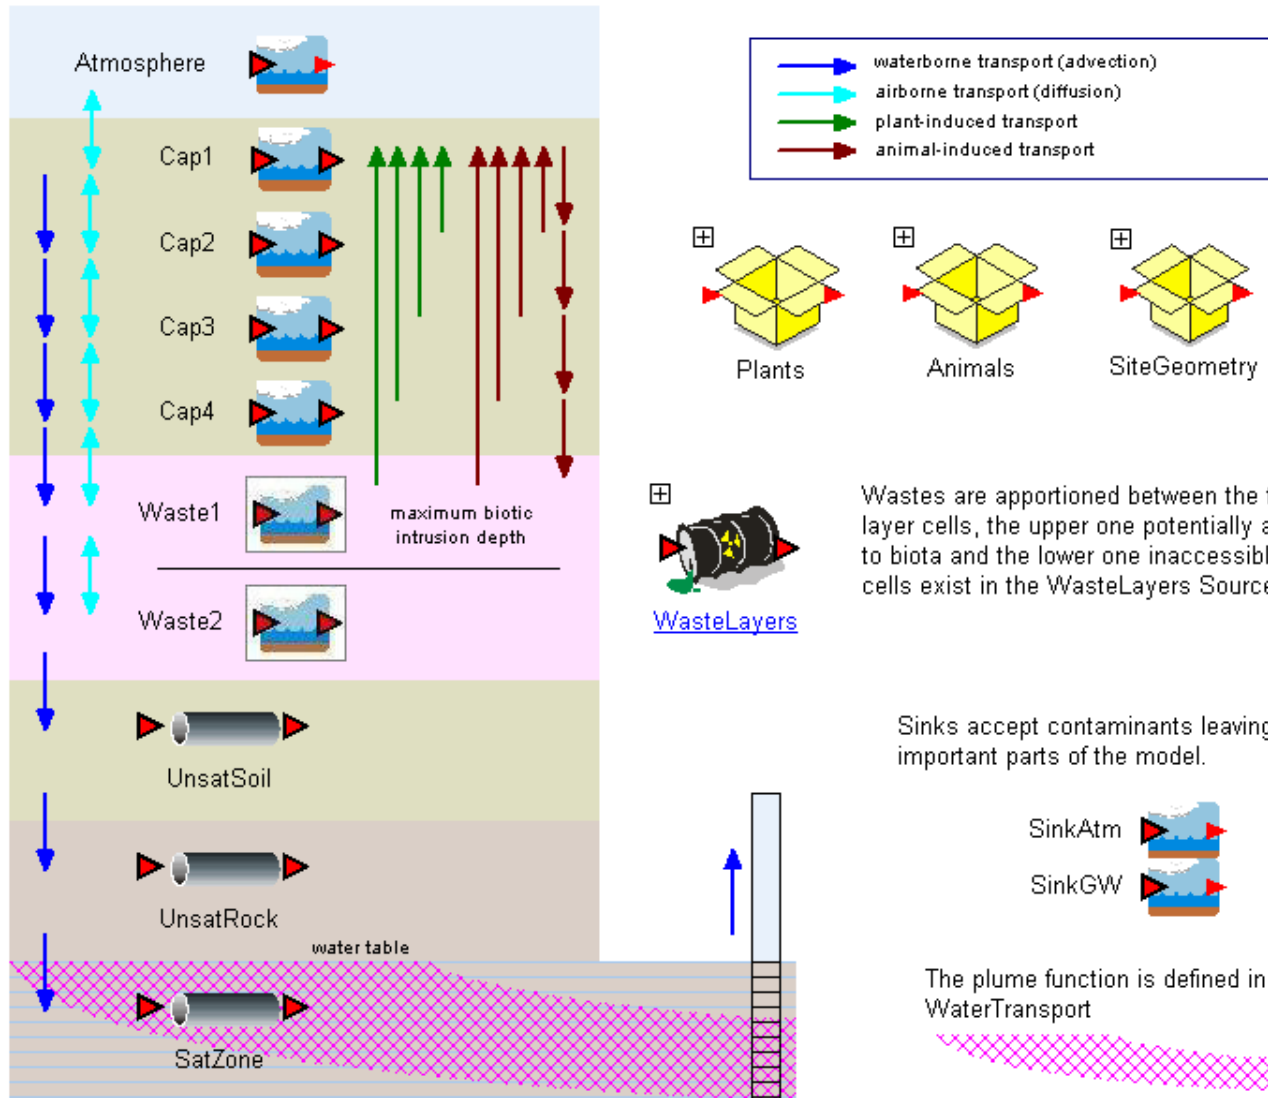 Atmosphere
Cap1
Cap2
Cap3
Cap4
Waste1
maximum biotic
intrusion depth
Waste2
UnsatSoil
UnsatRock
water table
SatZone
waterborne transport (advection)
airborne transport (diffusion)
plant-induced transport
animal-induced transport
Plants
Animals
SiteGeometry
WasteLayers
Wastes are apportioned between the
layer cells, the upper one potentially
to biota and the lower one
cells exist in the WasteLayers
Sinks accept contaminants leaving
important parts of the model.
SinkAtm
SinkGW
The plume function is defined in
WaterTransport